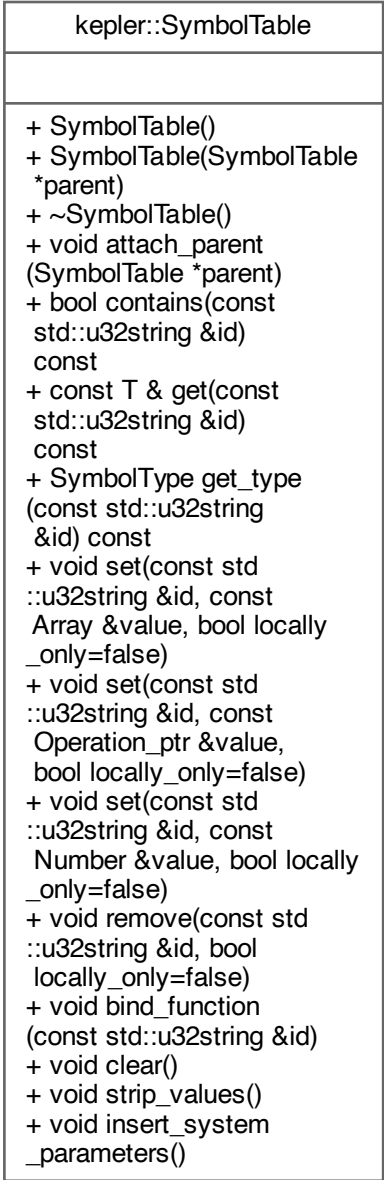 kepler::SymbolTable
+ SymbolTable()
+ SymbolTable(SymbolTable
*parent)
+ ~SymbolTable()
+ void attach_parent
(SymbolTable *parent)
+ bool contains(const
std::u32string &id)
const
+ const T & get(const
std::u32string &id)
const
+ SymbolType get_type
(const std::u32string
&id) const
+ void set(const std
::u32string &id, const
Array &value, bool locally
_only=false)
+ void set(const std
::u32string &id, const
Operation_ptr &value,
bool locally_only=false)
+ void set(const std
::u32string &id, const
Number &value, bool locally
_only=false)
+ void remove(const std
::u32string &id, bool
locally_only=false)
+ void bind_function
(const std::u32string &id)
+ void clear()
+ void strip_values()
+ void insert_system
_parameters()